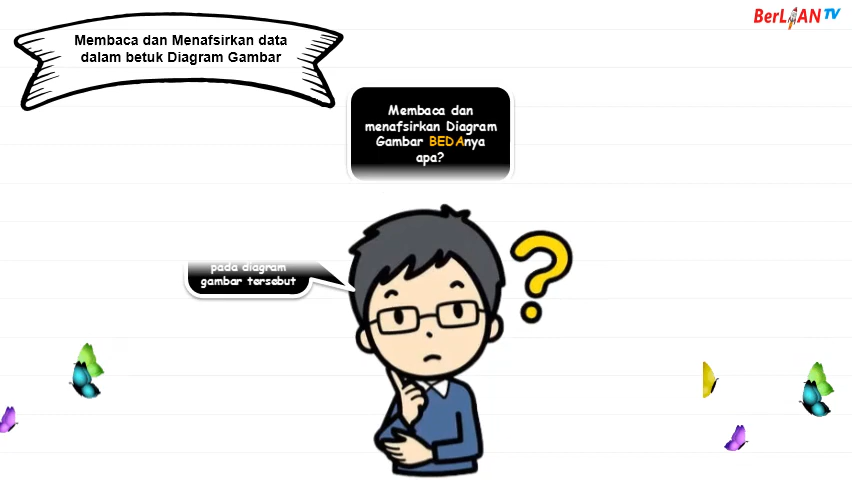 BerLIAN TV
Membaca dan Menafsirkan data
dalam betuk Diagram Gambar
Membaca dan
menafsirkan Diagram
Gambar BEDAnya
apa?
pada diagram
gambar tersebut